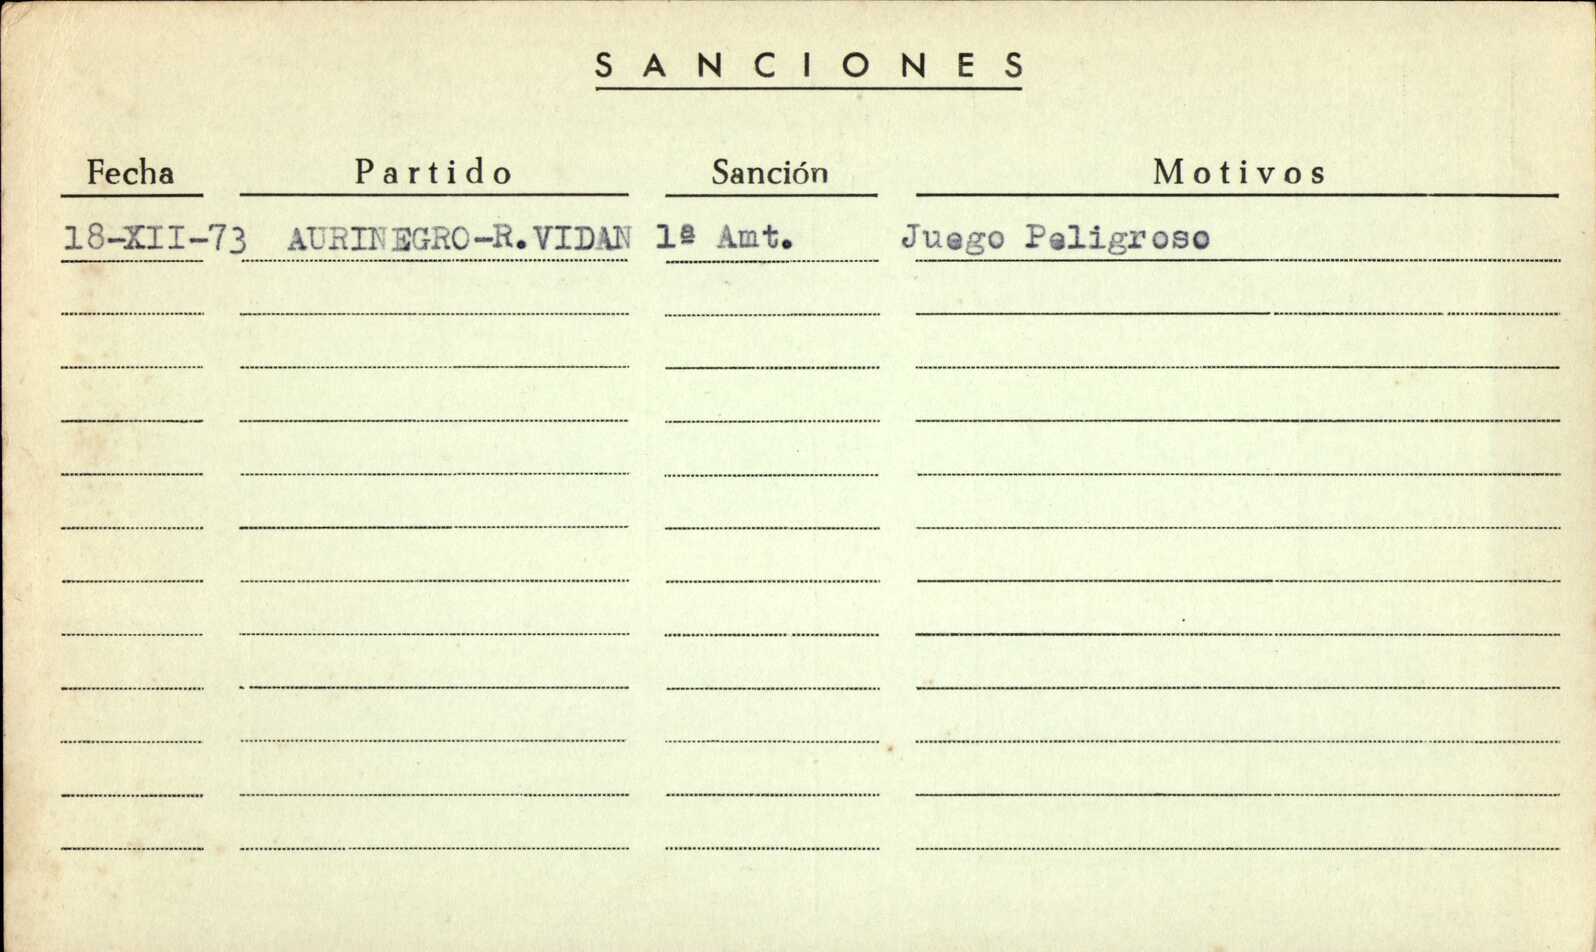 SANCIONES
Fecha Partido Sanción Motivos
18-XII-73 AURINEGRO-R.VIDAN 1ª Amt. Juego Peligroso